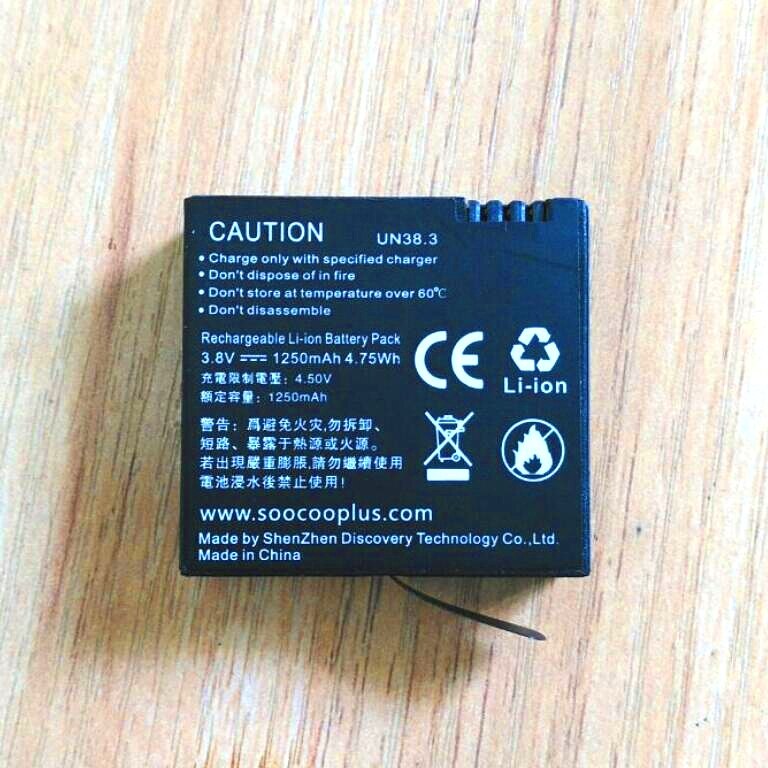 CAUTION UN38.3
• Charge only with specified charger
• Don't dispose of in fire
• Don't store at temperature over 60℃
• Don't disassemble
Rechargeable Li-ion Battery Pack
3.8V 1250mAh 4.75Wh
充電限制電壓：4.50V
額定容量：1250mAh
CE
Li-ion
警告：爲避免火灾,勿拆卸、
短路、暴露于熱源或火源。
若出現嚴重膨脹,請勿繼續使用
電池浸水後禁止使用!
www.soocooplus.com
Made by ShenZhen Discovery Technology Co.,Ltd.
Made in China